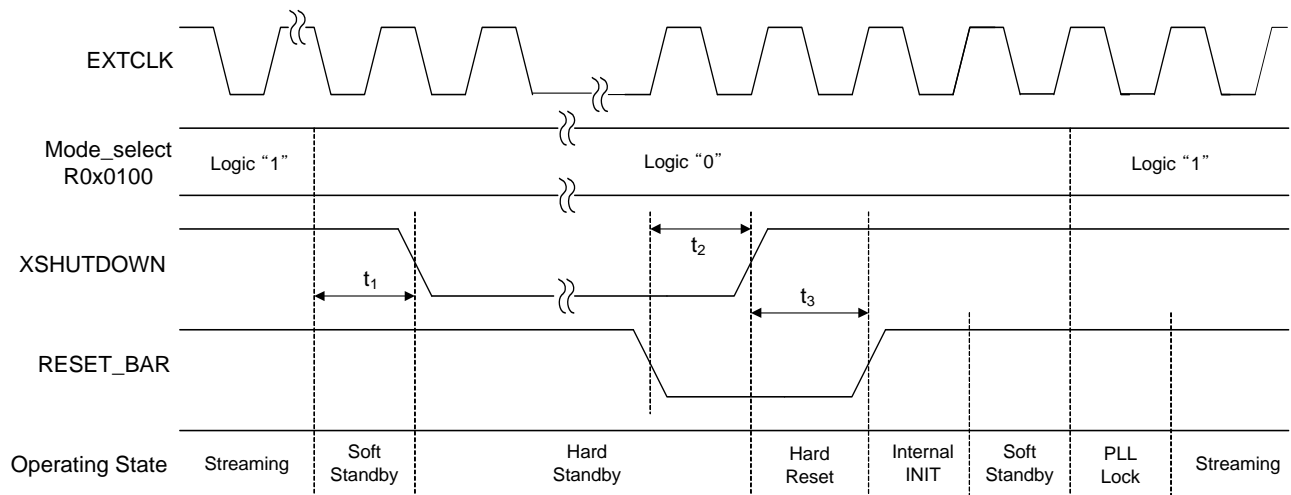 EXTCLK
Mode_select
R0x0100
Logic “1”
Logic “0”
Logic “1”
XSHUTDOWN
t₁
t₂
t₃
RESET_BAR
Operating State
Streaming
Soft
Standby
Hard
Standby
Hard
Reset
Internal
INIT
Soft
Standby
PLL
Lock
Streaming